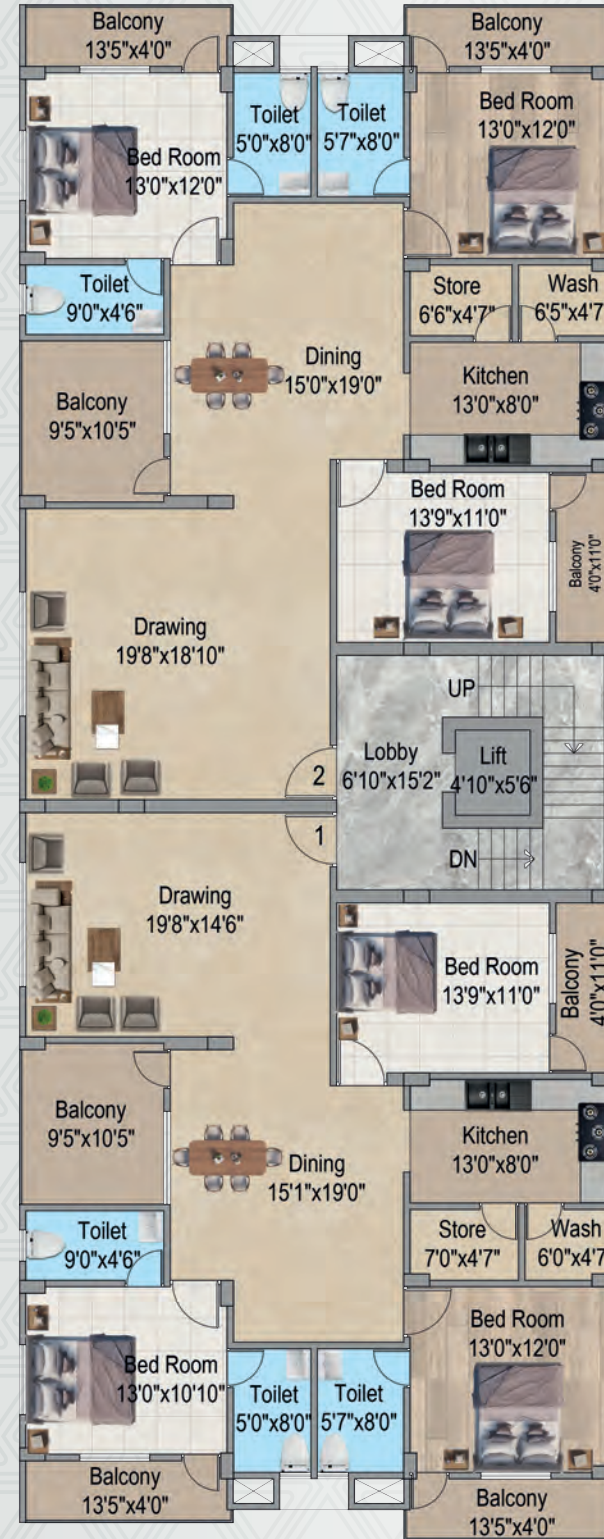 Balcony
13'5"x4'0"
Balcony
13'5"x4'0"
Toilet
5'0"x8'0"
Toilet
5'7"x8'0"
Bed Room
13'0"x12'0"
Bed Room
13'0"x12'0"
Toilet
9'0"x4'6"
Store
6'6"x4'7"
Wash
6'5"x4'7
Dining
15'0"x19'0"
Kitchen
13'0"x8'0"
Balcony
9'5"x10'5"
Bed Room
13'9"x11'0"
Balcony
4'0"x11'0"
Drawing
19'8"x18'10"
UP
Lobby
6'10"x15'2"
Lift
4'10"x5'6"
2
1
DN
Drawing
19'8"x14'6"
Bed Room
13'9"x11'0"
Balcony
4'0"x11'0"
Balcony
9'5"x10'5"
Kitchen
13'0"x8'0"
Dining
15'1"x19'0"
Toilet
9'0"x4'6"
Store
7'0"x4'7"
Wash
6'0"x4'7
Bed Room
13'0"x10'10"
Bed Room
13'0"x12'0"
Toilet
5'0"x8'0"
Toilet
5'7"x8'0"
Balcony
13'5"x4'0"
Balcony
13'5"x4'0"